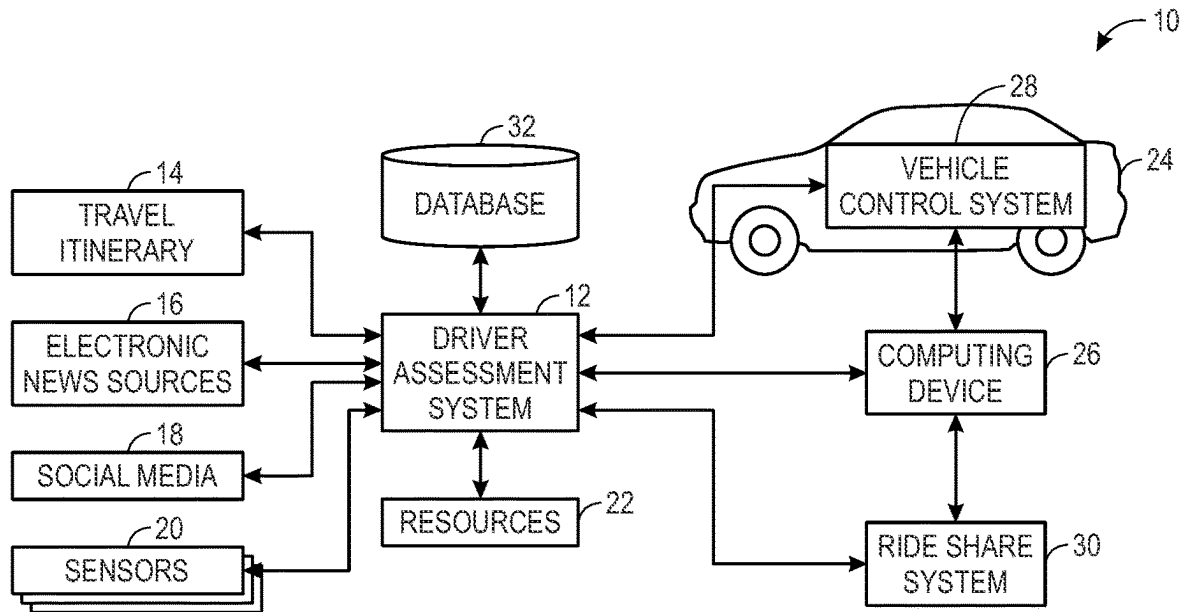 10
28
32
VEHICLE
CONTROL SYSTEM
24
14
TRAVEL
ITINERARY
DATABASE
16
ELECTRONIC
NEWS SOURCES
12
DRIVER
ASSESSMENT
SYSTEM
COMPUTING
DEVICE
26
18
SOCIAL MEDIA
RESOURCES
22
20
SENSORS
RIDE SHARE
SYSTEM
30